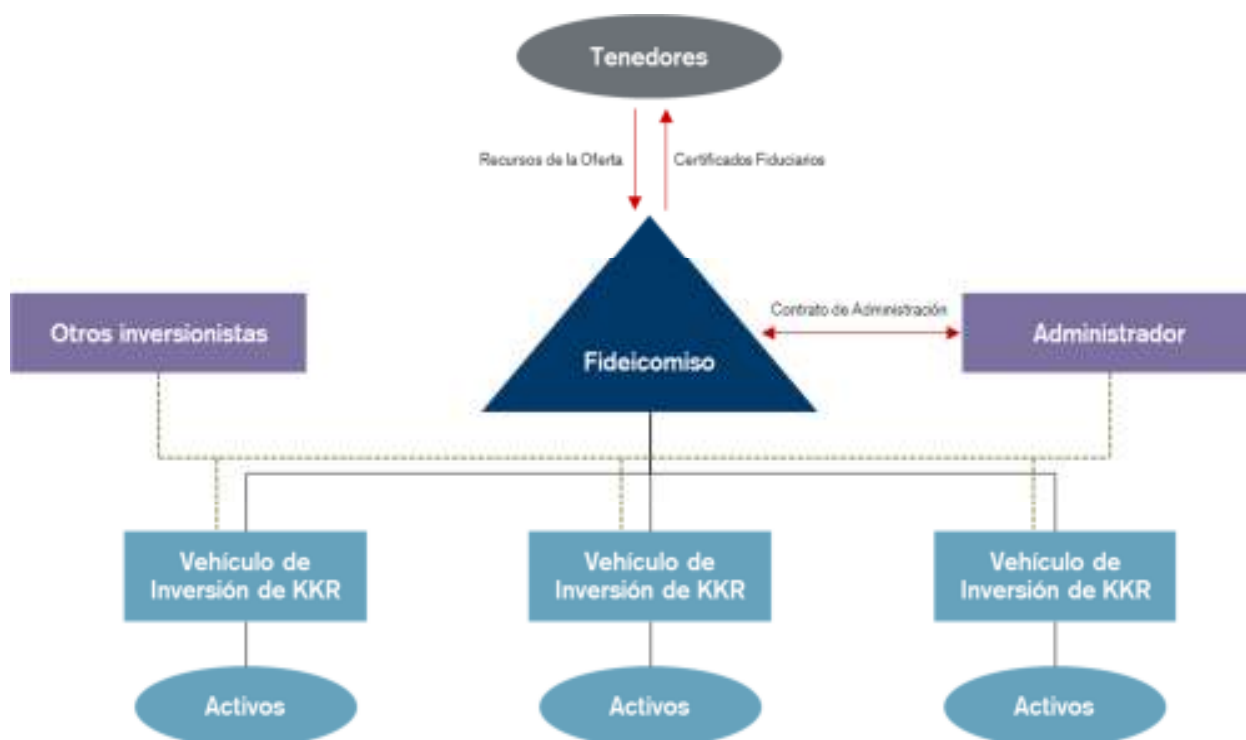 Tenedores
Recursos de la Oferta
Certificados Fiduciarios
Otros inversionistas
Fideicomiso
Contrato de Administración
Administrador
Vehículo de
Inversión de KKR
Vehículo de
Inversión de KKR
Vehículo de
Inversión de KKR
Activos
Activos
Activos